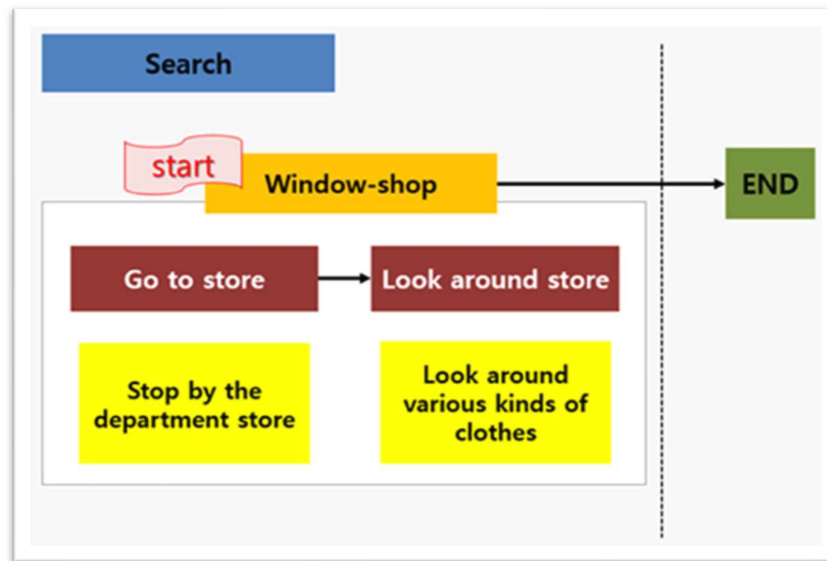 Search
start
Window-shop
END
Go to store
Look around store
Stop by the
department store
Look around
various kinds of
clothes